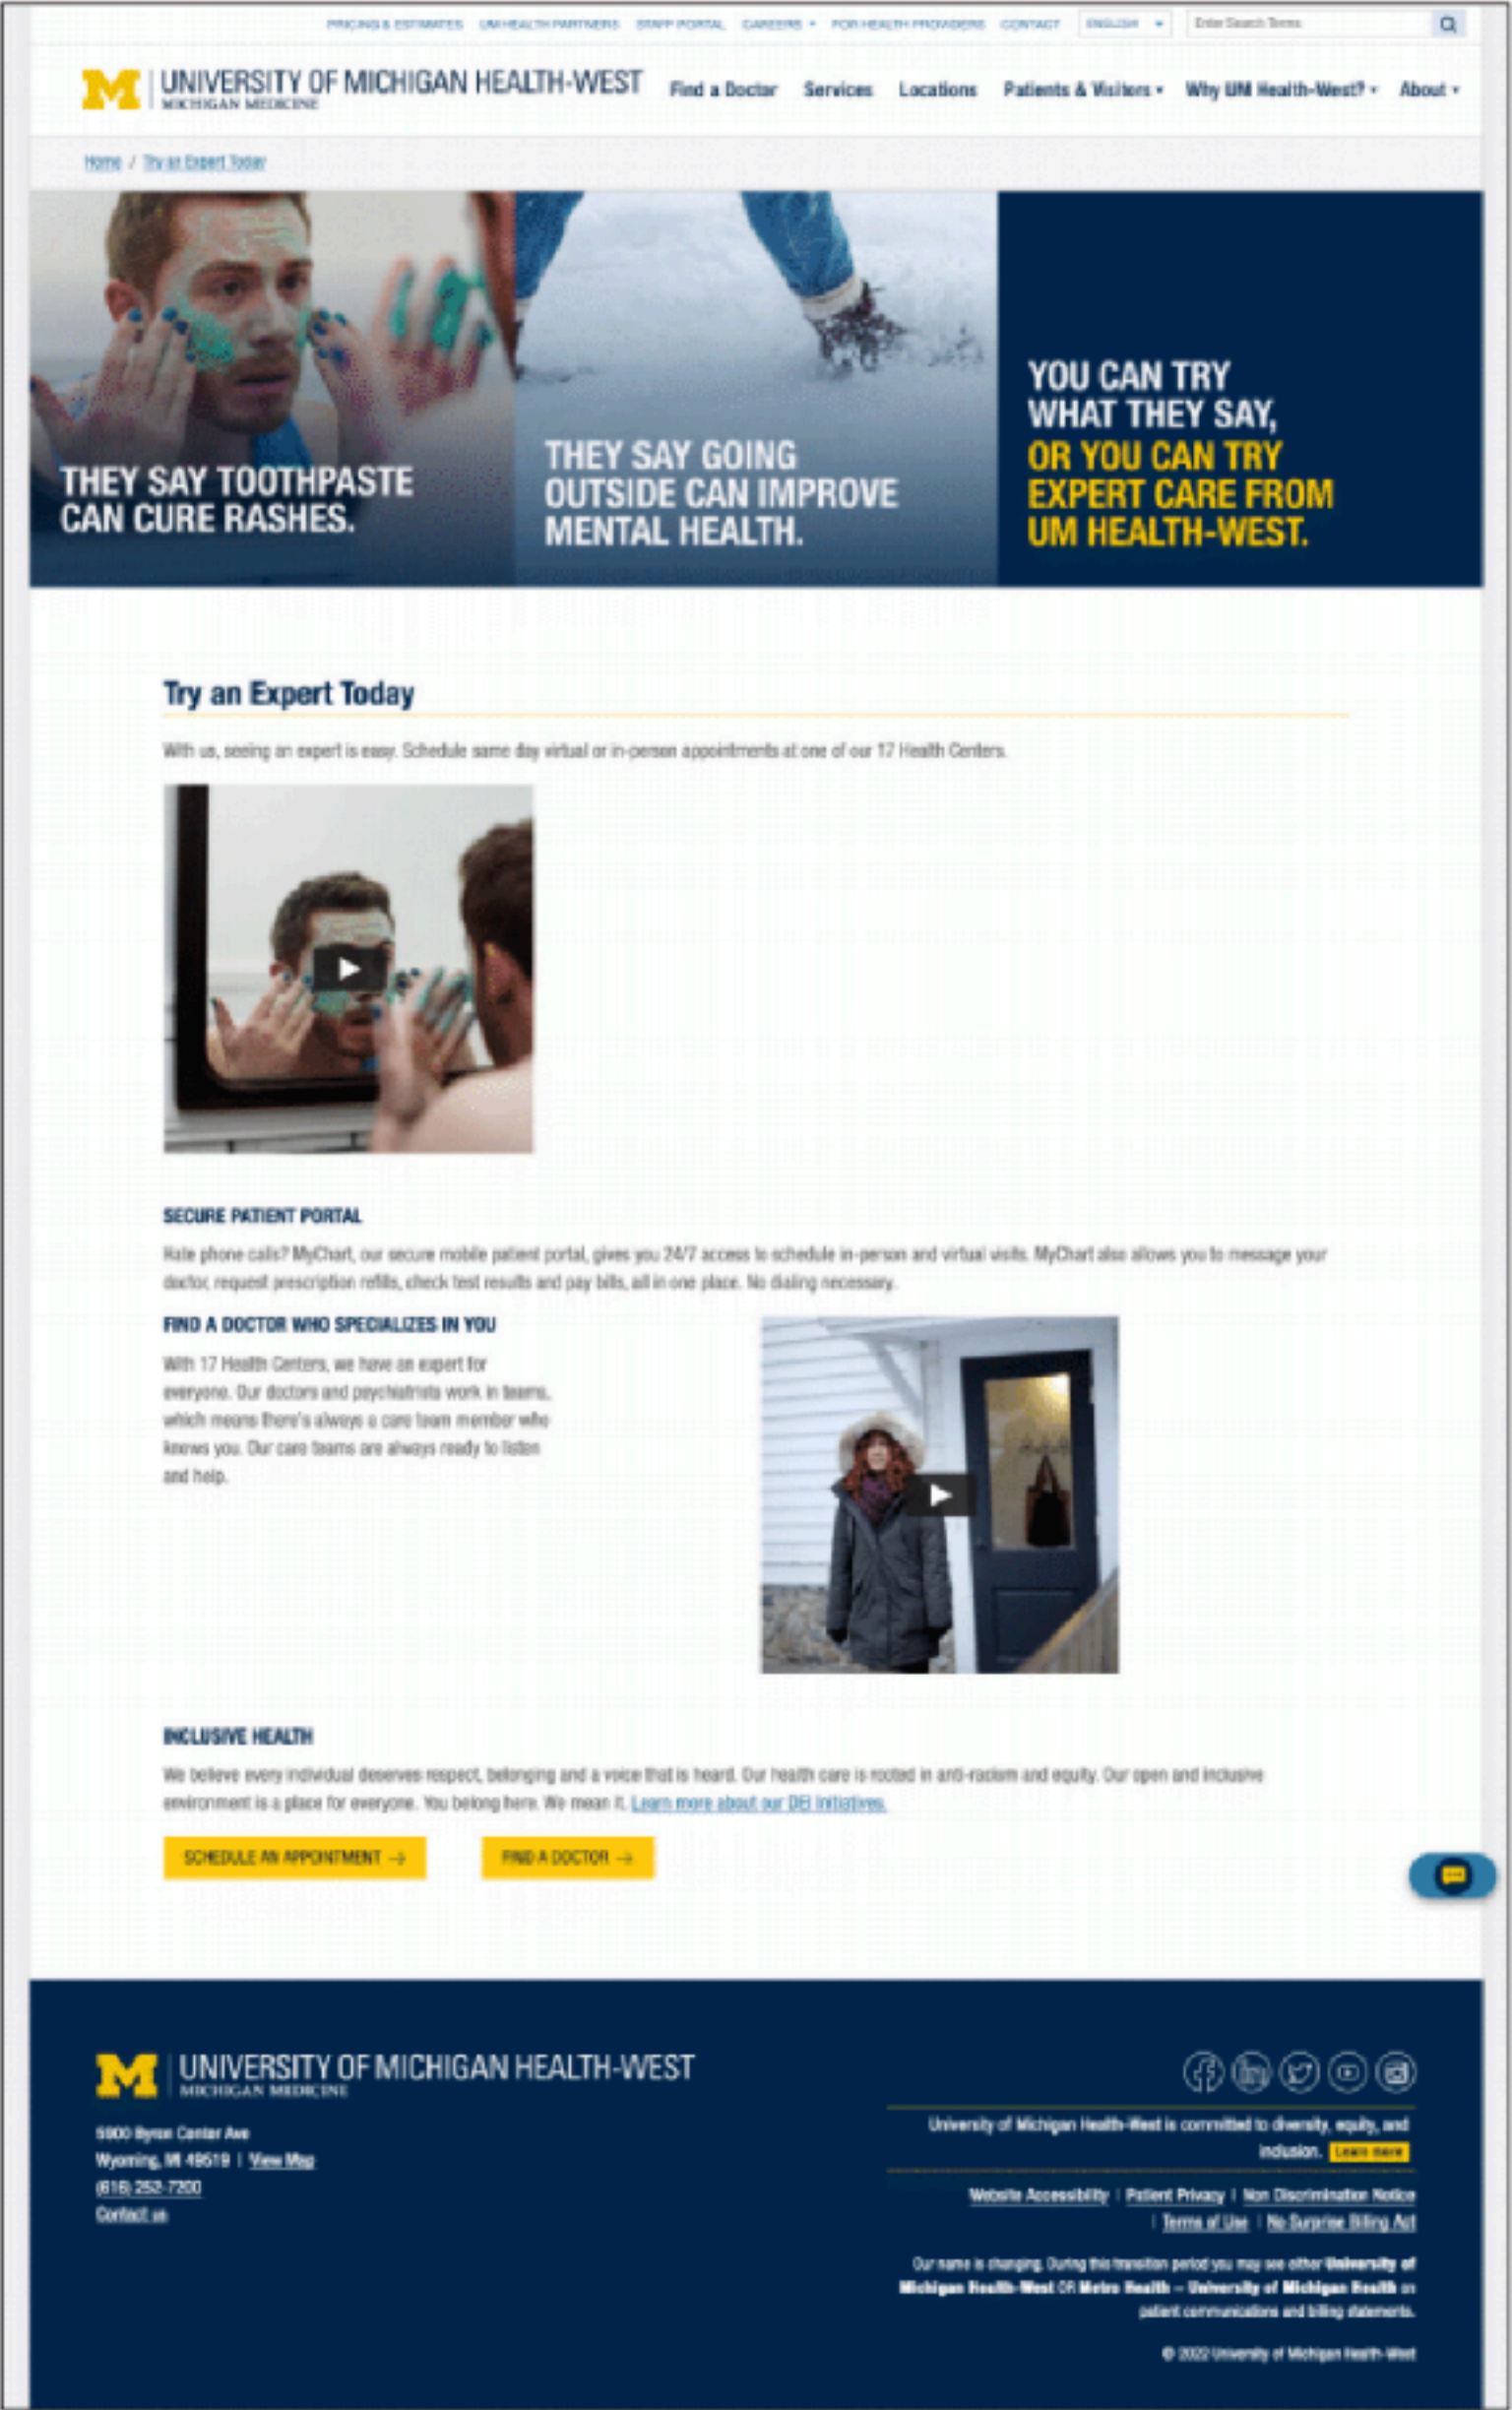 PRICING & ESTIMATES UM HEALTH PARTNERS STAFF PORTAL CAREERS FOR HEALTH PROVIDERS CONTACT ENGLISH Enter Search Terms
M UNIVERSITY OF MICHIGAN HEALTH-WEST
MICHIGAN MEDICINE
Find a Doctor Services Locations Patients & Visitors Why UM Health-West? About
Home / Try an Expert Today
THEY SAY TOOTHPASTE
CAN CURE RASHES.
THEY SAY GOING
OUTSIDE CAN IMPROVE
MENTAL HEALTH.
YOU CAN TRY
WHAT THEY SAY,
OR YOU CAN TRY
EXPERT CARE FROM
UM HEALTH-WEST.
Try an Expert Today
With us, seeing an expert is easy. Schedule same day virtual or in-person appointments at one of our 17 Health Centers.
SECURE PATIENT PORTAL
Hate phone calls? MyChart, our secure mobile patient portal, gives you 24/7 access to schedule in-person and virtual visits. MyChart also allows you to message your
doctor, request prescription refills, check test results and pay bills, all in one place. No dialing necessary.
FIND A DOCTOR WHO SPECIALIZES IN YOU
With 17 Health Centers, we have an expert for
everyone. Our doctors and psychiatrists work in teams,
which means there's always a care team member who
knows you. Our care teams are always ready to listen
and help.
INCLUSIVE HEALTH
We believe every individual deserves respect, belonging and a voice that is heard. Our health care is rooted in anti-racism and equity. Our open and inclusive
environment is a place for everyone. You belong here. We mean it. Learn more about our DEI Initiatives.
SCHEDULE AN APPOINTMENT →
FIND A DOCTOR →
M UNIVERSITY OF MICHIGAN HEALTH-WEST
MICHIGAN MEDICINE
5900 Byron Center Ave
Wyoming, MI 49519 | View Map
(616) 252-7200
Contact us
University of Michigan Health-West is committed to diversity, equity, and
inclusion. Learn more
Website Accessibility | Patient Privacy | Non Discrimination Notice
| Terms of Use | No Surprise Billing Act
Our name is changing. During this transition period you may see either University of
Michigan Health-West OR Metro Health – University of Michigan Health on
patient communications and billing statements.
© 2022 University of Michigan Health-West